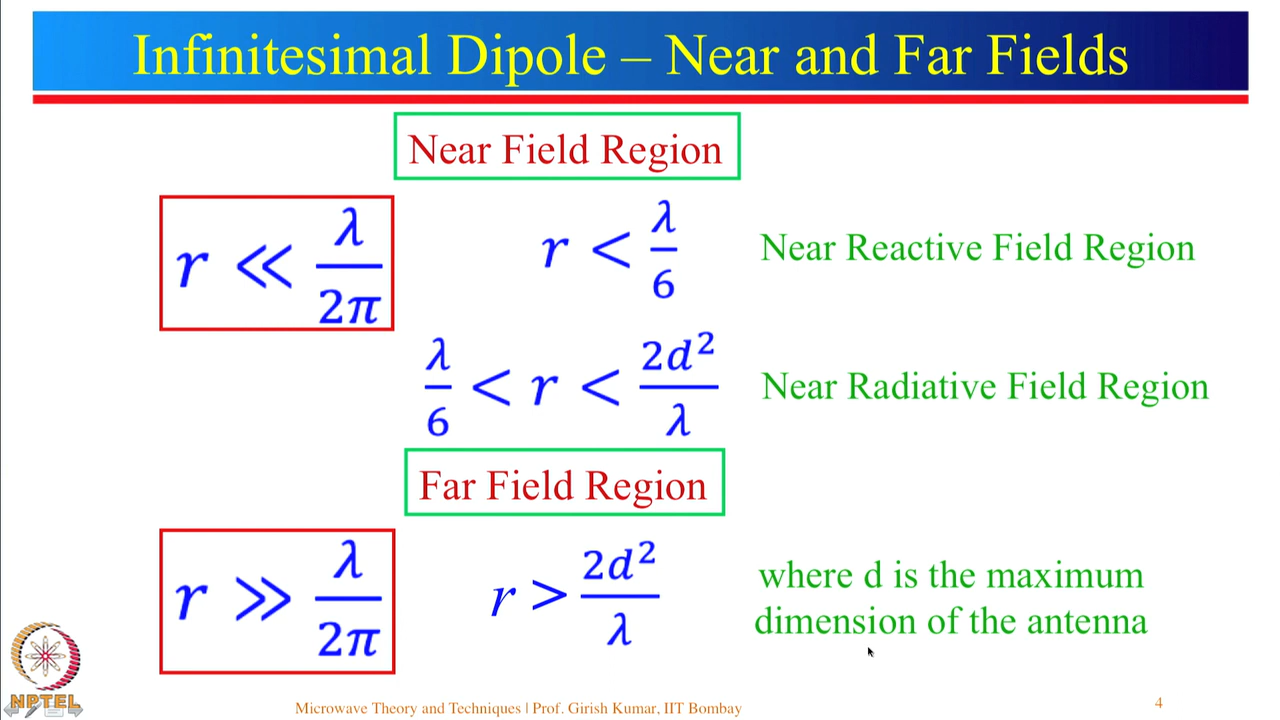 Infinitesimal Dipole – Near and Far Fields
Near Field Region
r ≪ λ/2π
r < λ/6
Near Reactive Field Region
λ/6 < r < 2d²/λ
Near Radiative Field Region
Far Field Region
r ≫ λ/2π
r > 2d²/λ
where d is the maximum
dimension of the antenna
NPTEL
Microwave Theory and Techniques | Prof. Girish Kumar, IIT Bombay
4